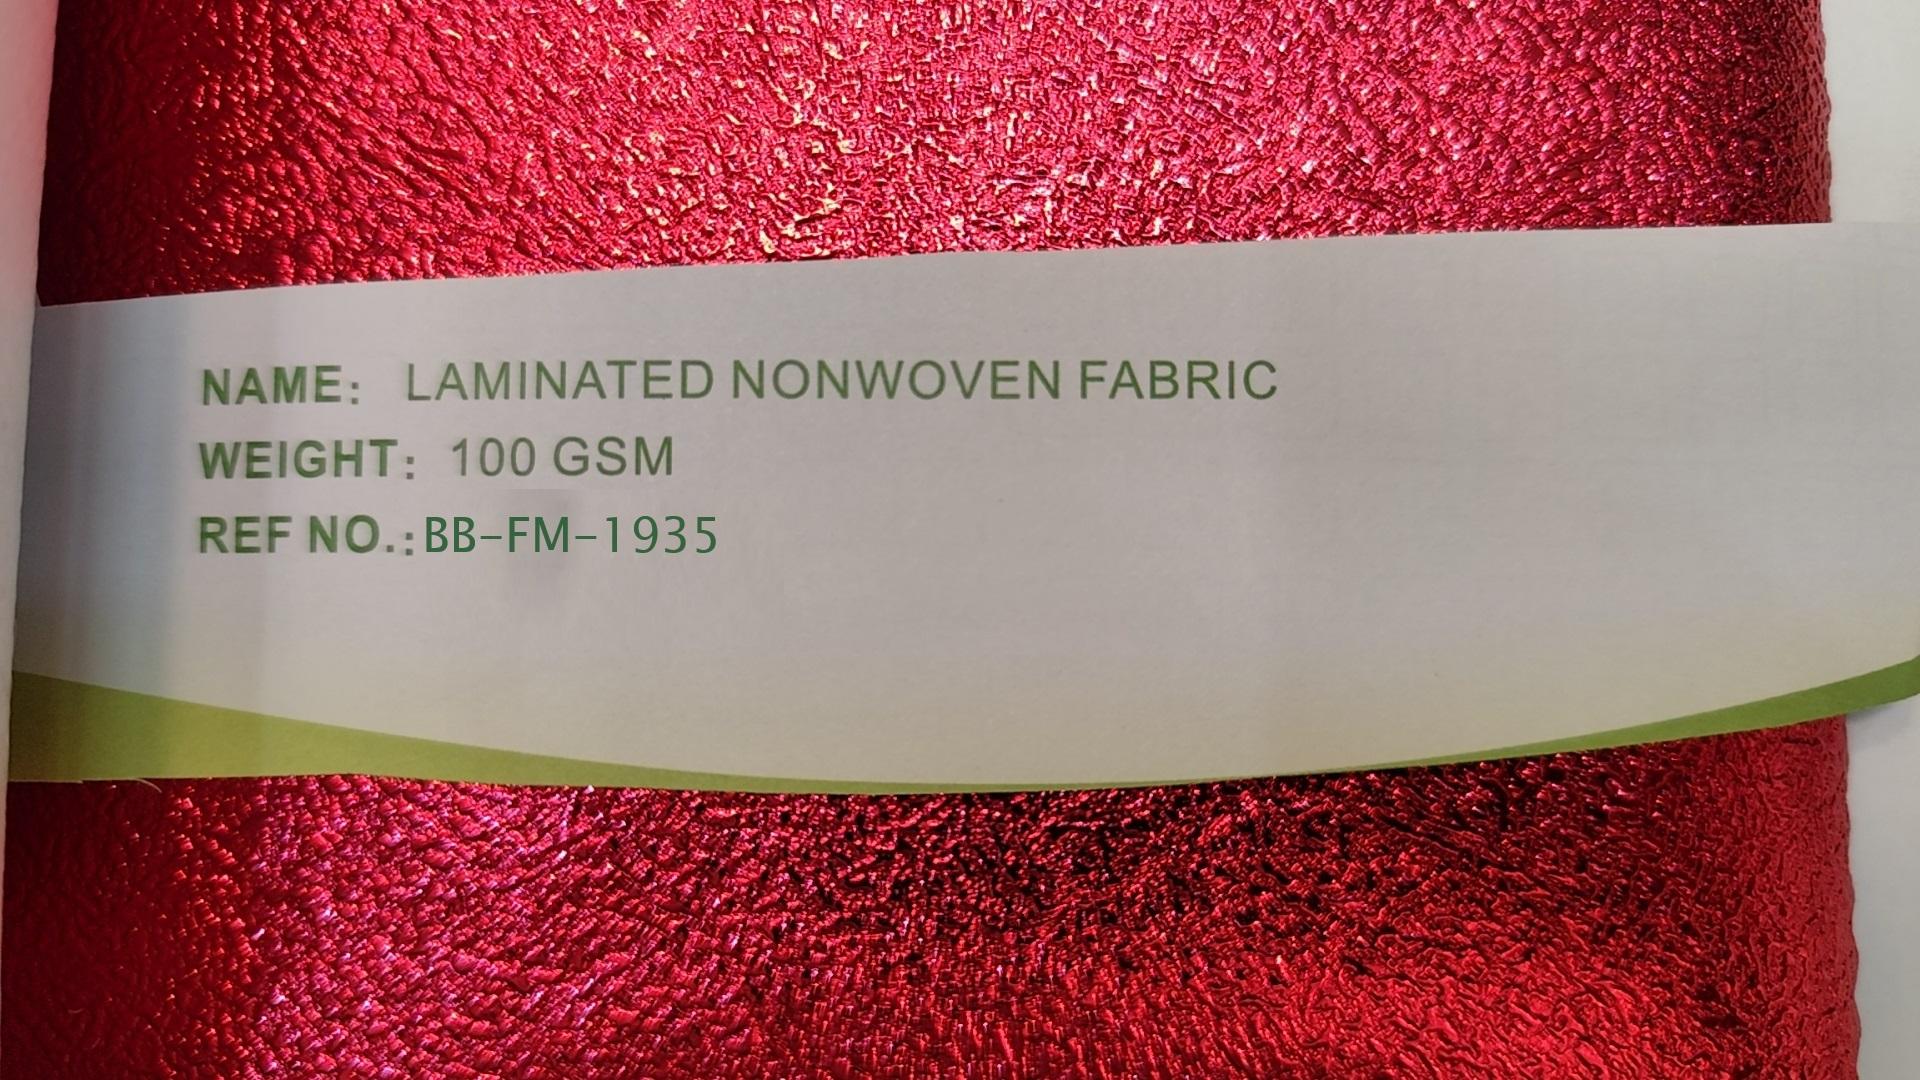 NAME: LAMINATED NONWOVEN FABRIC
WEIGHT: 100 GSM
REF NO.:BB-FM-1935